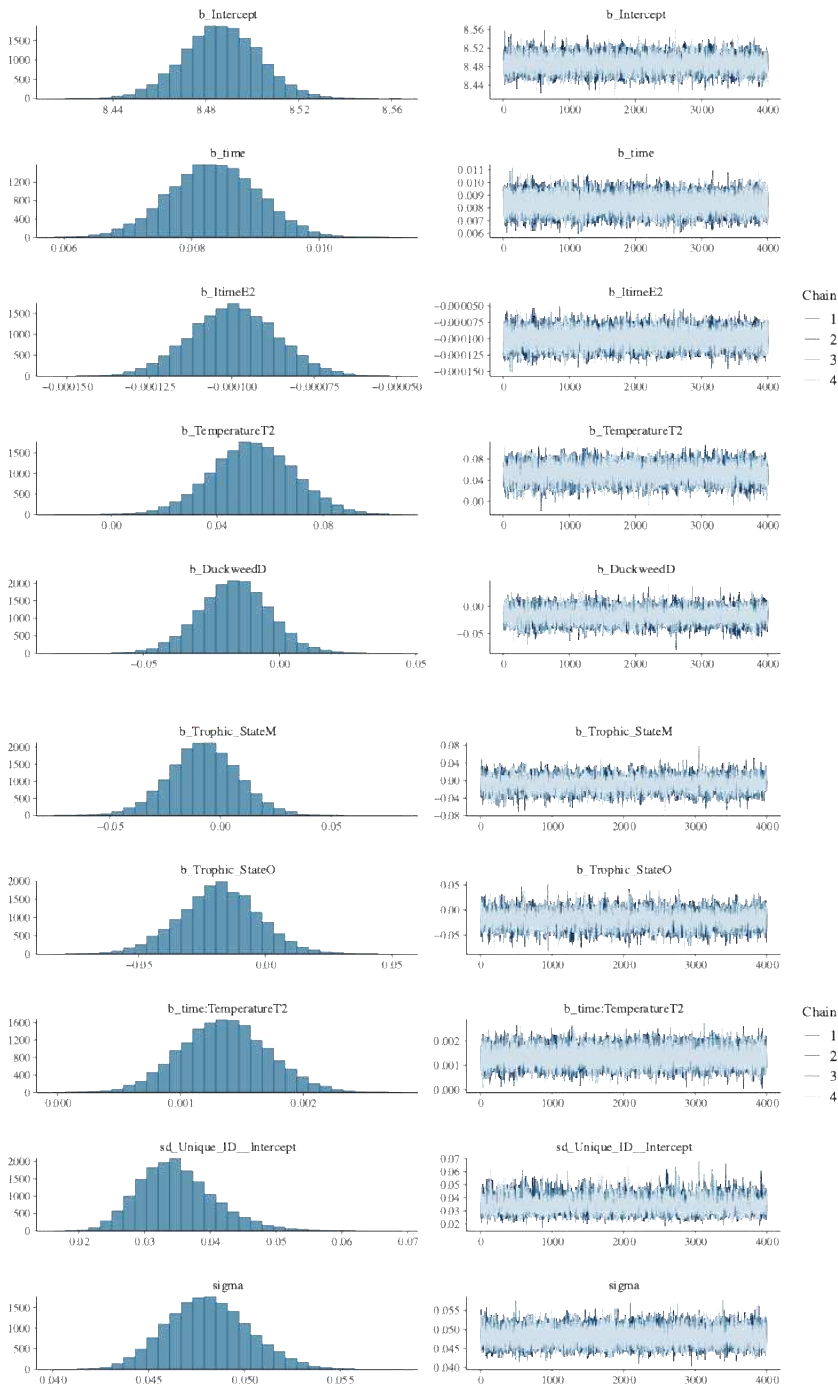 b_Intercept
1500
1000
500
0
8.44 8.48 8.52 8.56
b_Intercept
8.56
8.52
8.48
8.44
0 1000 2000 3000 4000
b_time
1200
800
400
0
0.006 0.008 0.010
b_time
0.011
0.010
0.009
0.008
0.007
0.006
0 1000 2000 3000 4000
b_ItimeE2
1500
1000
500
0
−0.000150 −0.000125 −0.000100 −0.000075 −0.000050
b_ItimeE2
−0.000050
−0.000075
−0.000100
−0.000125
−0.000150
0 1000 2000 3000 4000
Chain
1
2
3
4
b_TemperatureT2
1500
1000
500
0
0.00 0.04 0.08
b_TemperatureT2
0.08
0.04
0.00
0 1000 2000 3000 4000
b_DuckweedD
2000
1500
1000
500
0
−0.05 0.00 0.05
b_DuckweedD
0.00
−0.05
0 1000 2000 3000 4000
b_Trophic_StateM
2000
1500
1000
500
0
−0.05 0.00 0.05
b_Trophic_StateM
0.08
0.04
0.00
−0.04
−0.08
0 1000 2000 3000 4000
b_Trophic_StateO
2000
1500
1000
500
0
−0.05 0.00 0.05
b_Trophic_StateO
0.05
0.00
−0.05
0 1000 2000 3000 4000
b_time:TemperatureT2
1600
1200
800
400
0
0.000 0.001 0.002
b_time:TemperatureT2
0.002
0.001
0.000
0 1000 2000 3000 4000
Chain
1
2
3
4
sd_Unique_ID__Intercept
2000
1500
1000
500
0
0.02 0.03 0.04 0.05 0.06 0.07
sd_Unique_ID__Intercept
0.07
0.06
0.05
0.04
0.03
0.02
0 1000 2000 3000 4000
sigma
1500
1000
500
0
0.040 0.045 0.050 0.055
sigma
0.055
0.050
0.045
0.040
0 1000 2000 3000 4000